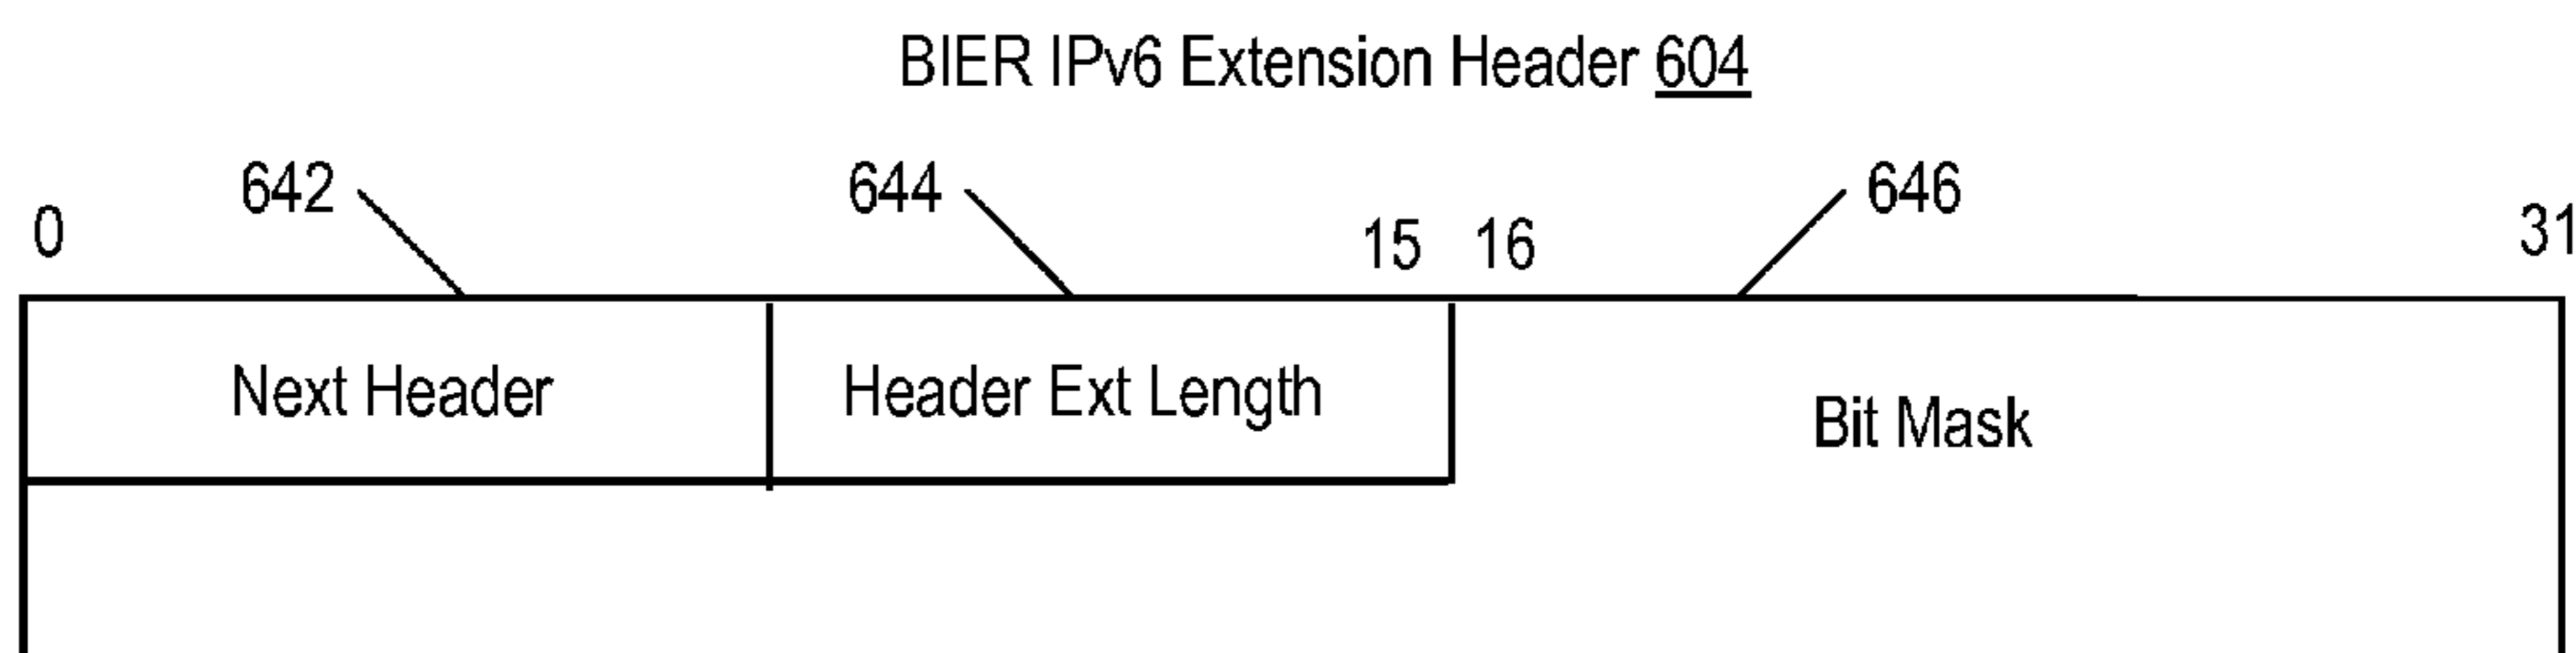 BIER IPv6 Extension Header 604
642 644 646
0 15 16 31
Next Header Header Ext Length Bit Mask